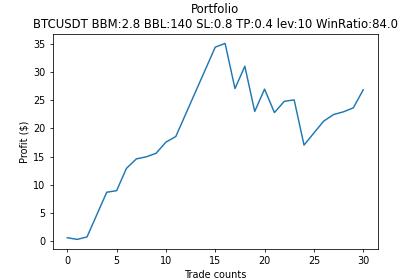 Portfolio
BTCUSDT BBM:2.8 BBL:140 SL:0.8 TP:0.4 lev:10 WinRatio:84.0
35
30
25
20
15
10
5
0
Profit ($)
0 5 10 15 20 25 30
Trade counts